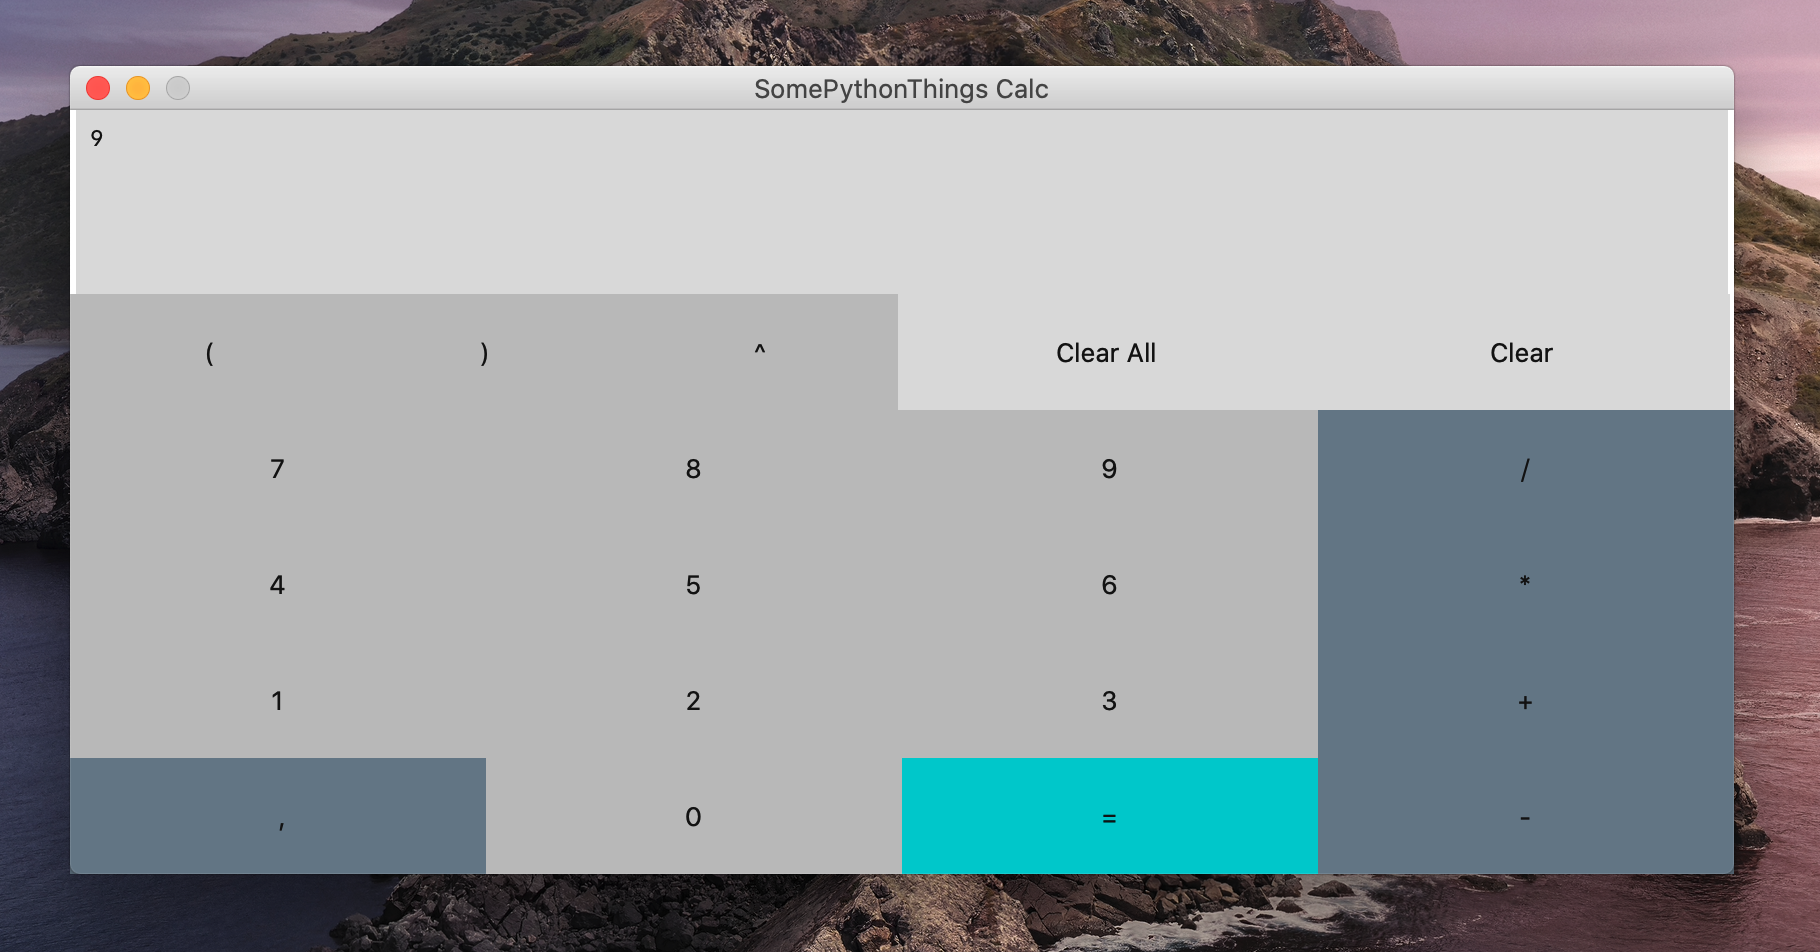 SomePythonThings Calc
9
( ) ^ Clear All Clear
7 8 9 /
4 5 6 *
1 2 3 +
, 0 = -